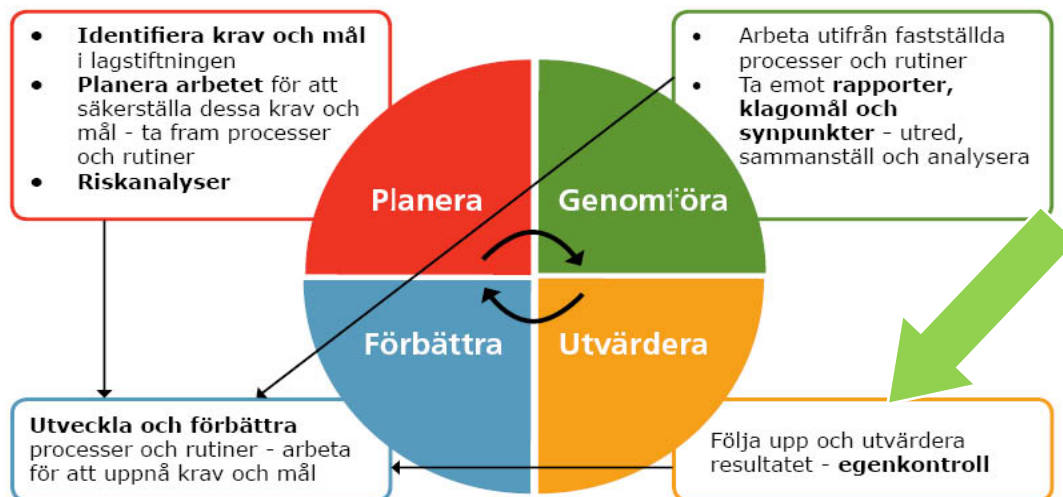 • Identifiera krav och mål
i lagstiftningen
• Planera arbetet för att
säkerställa dessa krav och
mål - ta fram processer
och rutiner
• Riskanalyser
• Arbeta utifrån fastställda
processer och rutiner
• Ta emot rapporter,
klagomål och
synpunkter - utred,
sammanställ och analysera
Planera
Genomföra
Förbättra
Utvärdera
Utveckla och förbättra
processer och rutiner - arbeta
för att uppnå krav och mål
Följa upp och utvärdera
resultatet - egenkontroll